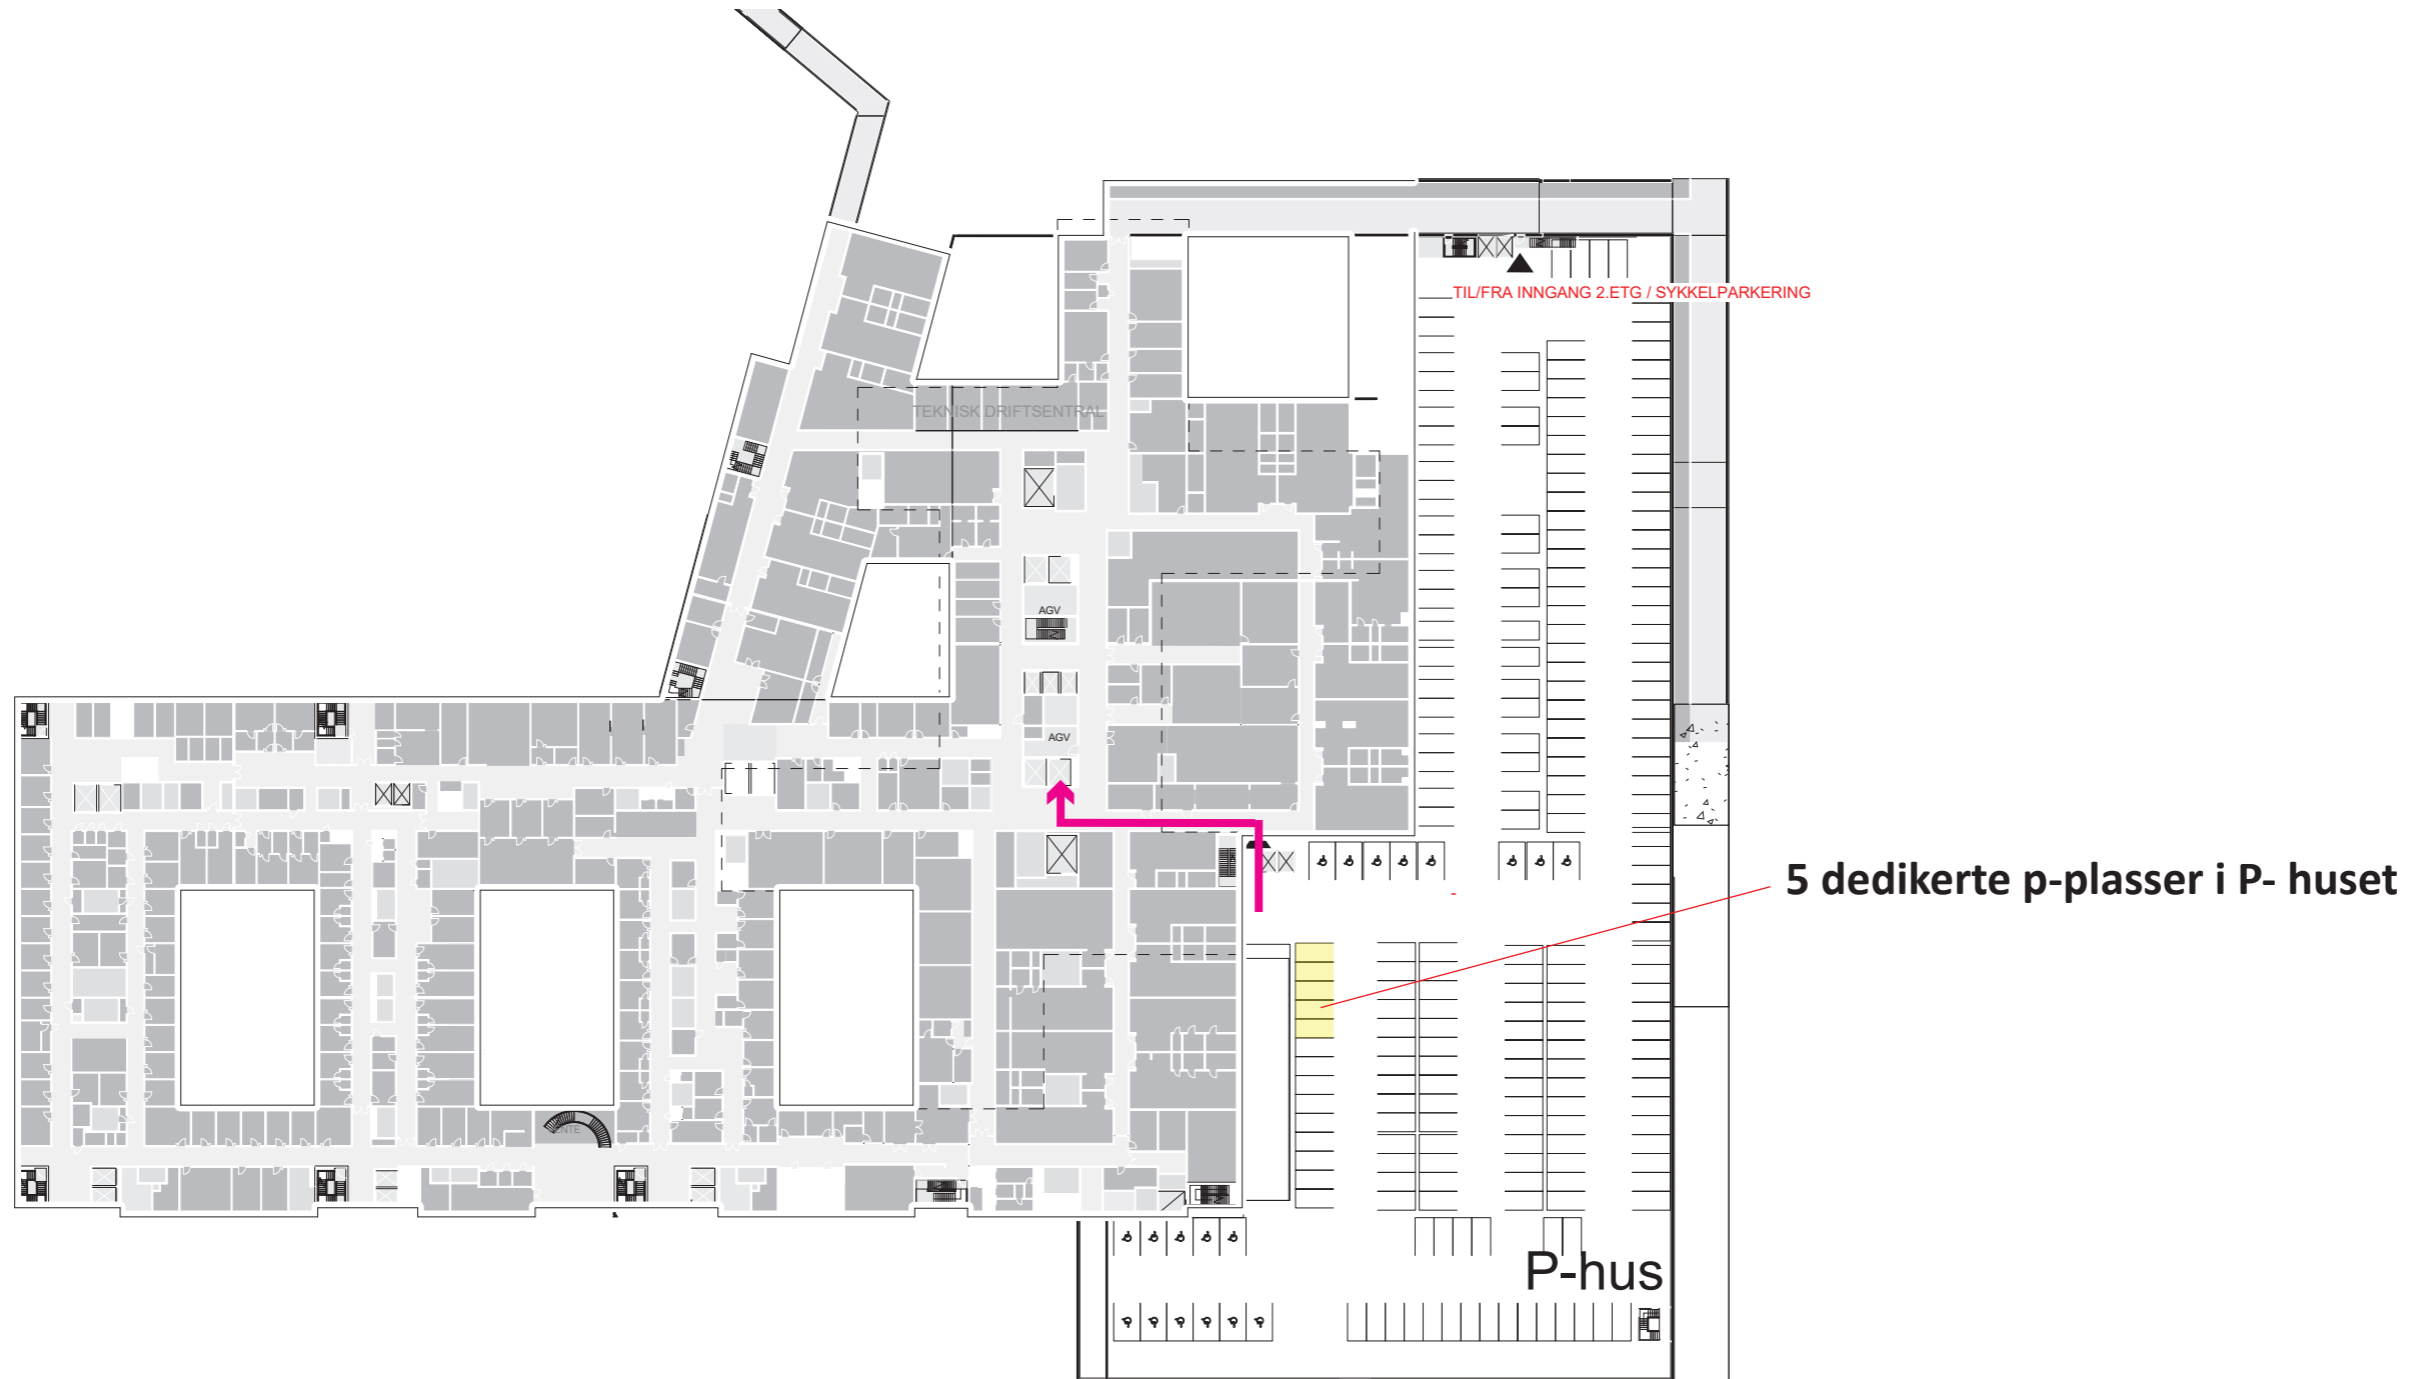 TIL/FRA INNGANG 2.ETG / SYKKELPARKERING
TEKNISK DRIFTSENTRAL
AGV
AGV
5 dedikerte p-plasser i P- huset
P-hus